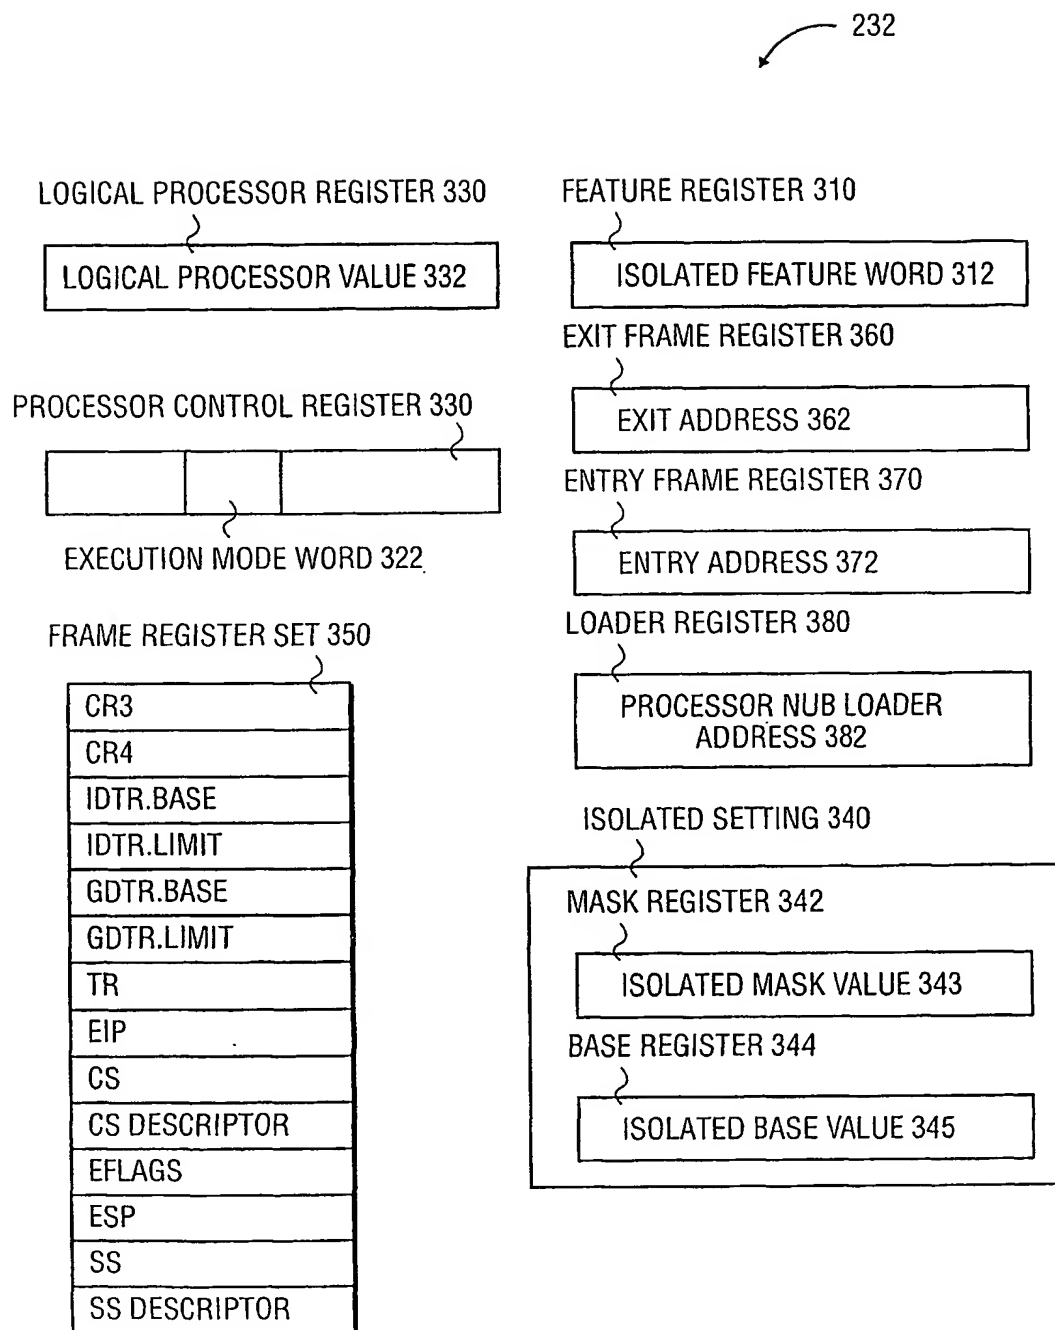 232
LOGICAL PROCESSOR REGISTER 330
LOGICAL PROCESSOR VALUE 332
PROCESSOR CONTROL REGISTER 330
EXECUTION MODE WORD 322
FRAME REGISTER SET 350
CR3
CR4
IDTR.BASE
IDTR.LIMIT
GDTR.BASE
GDTR.LIMIT
TR
EIP
CS
CS DESCRIPTOR
EFLAGS
ESP
SS
SS DESCRIPTOR
FEATURE REGISTER 310
ISOLATED FEATURE WORD 312
EXIT FRAME REGISTER 360
EXIT ADDRESS 362
ENTRY FRAME REGISTER 370
ENTRY ADDRESS 372
LOADER REGISTER 380
PROCESSOR NUB LOADER
ADDRESS 382
ISOLATED SETTING 340
MASK REGISTER 342
ISOLATED MASK VALUE 343
BASE REGISTER 344
ISOLATED BASE VALUE 345